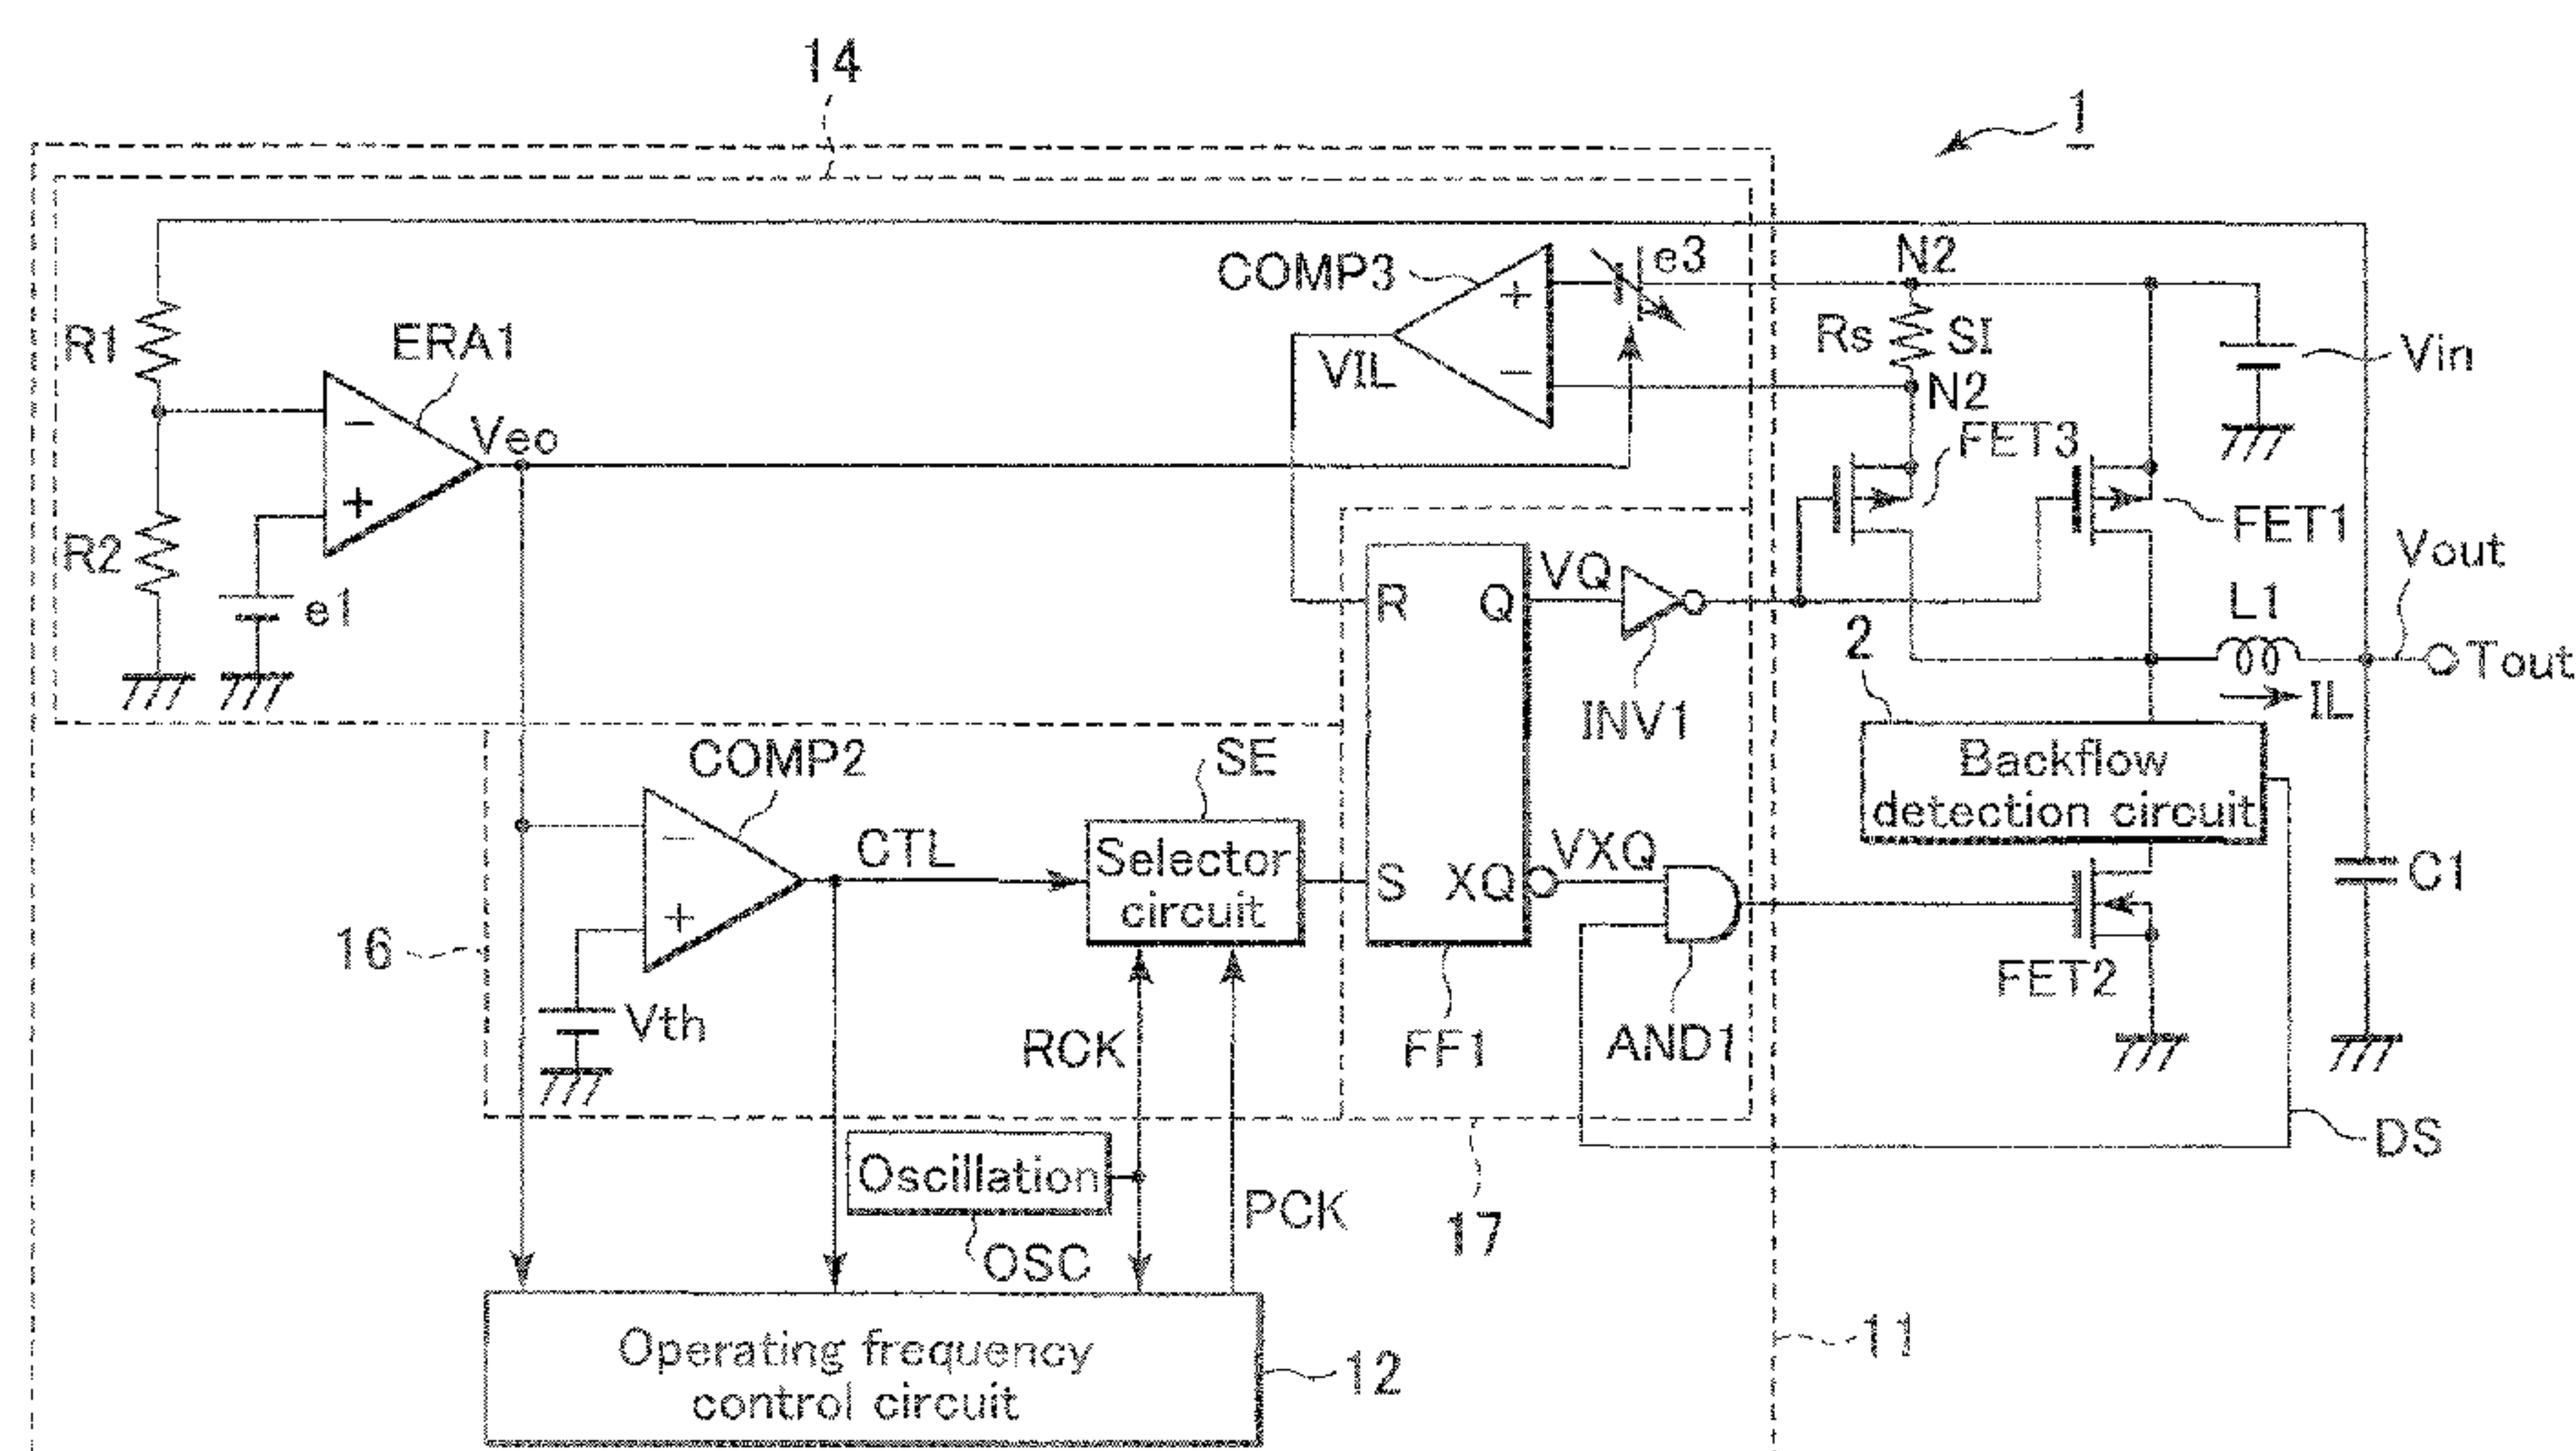 14
1
COMP3
e3
N2
R1
ERA1
+
−
Rs
SI
Vin
VIL
N2
Veo
−
+
FET3
FET1
R2
e1
R
Q
VQ
INV1
Vout
L1
Tout
2
IL
COMP2
SE
Backflow
detection circuit
CTL
Selector
circuit
−
+
S
XQ
VXQ
C1
16
Vth
RCK
FF1
AND1
FET2
Oscillation
OSC
PCK
17
DS
Operating frequency
control circuit
12
11